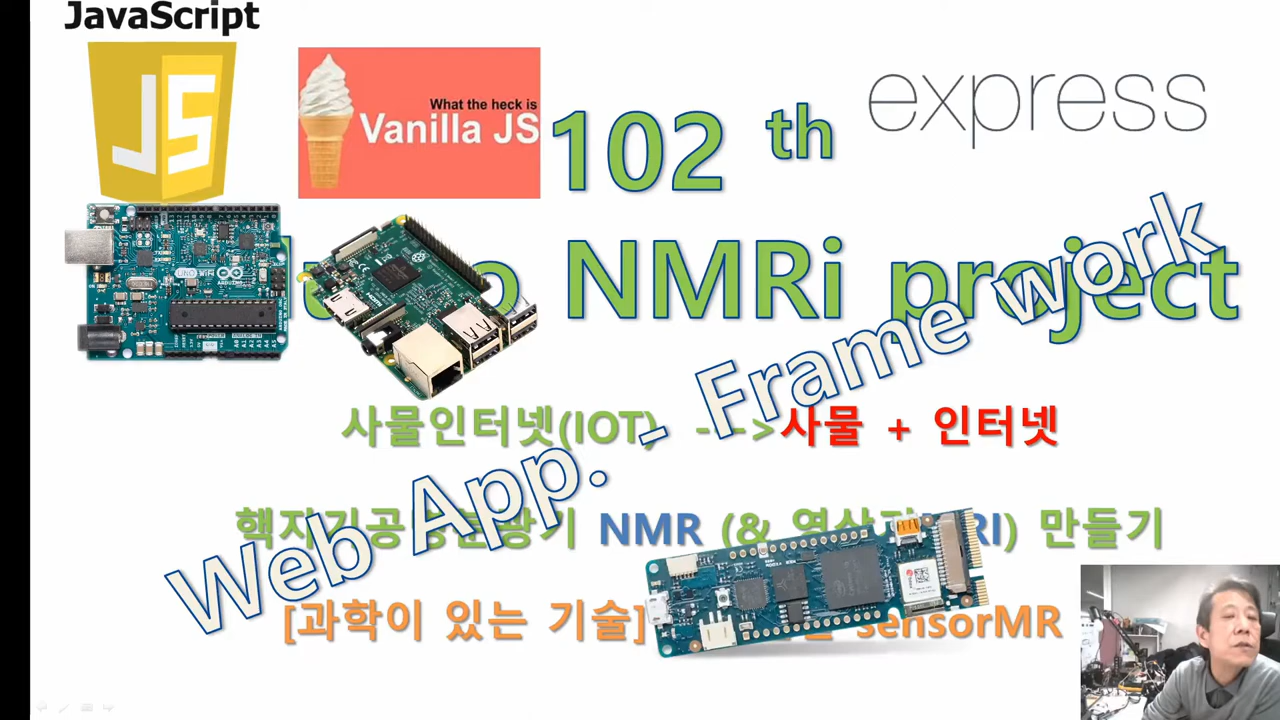 JavaScript
JS
What the heck is
Vanilla JS
express
102 th
NMRi project
Web App. - Frame work
사물인터넷(IOT) - -> 사물 + 인터넷
NMR (& 만들기
[과학이 있는 기술] sensorMR